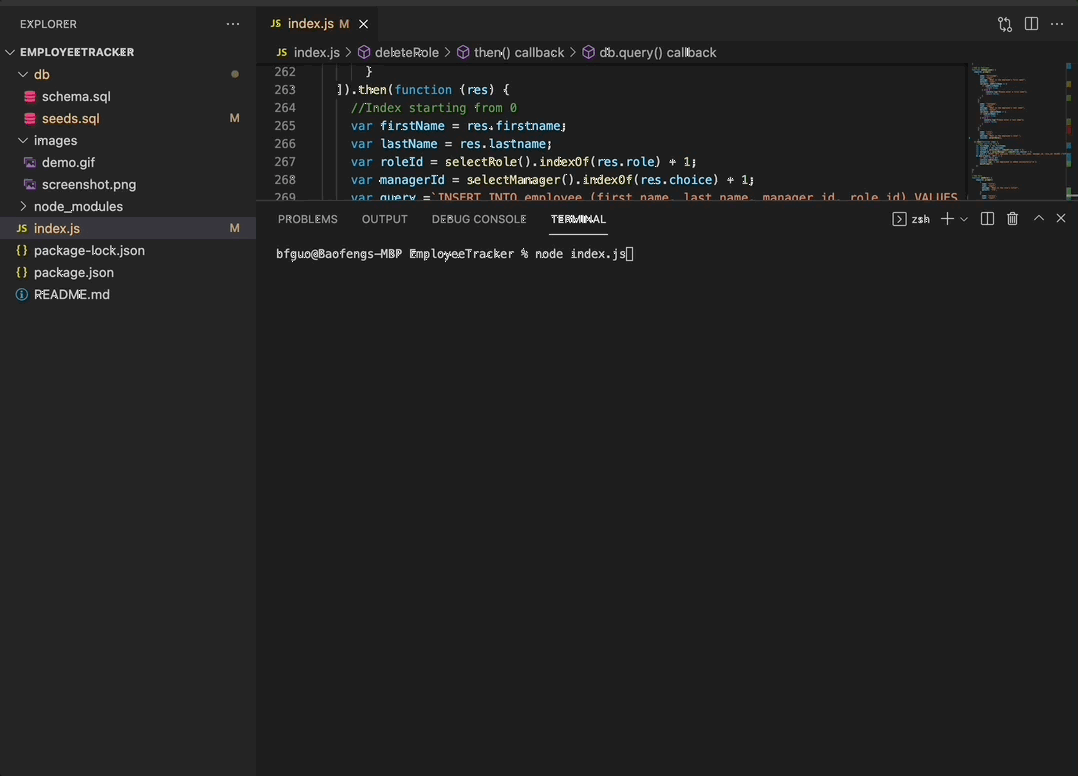 EXPLORER
EMPLOYEETRACKER
db
schema.sql
seeds.sql M
images
demo.gif
screenshot.png
node_modules
JS index.js M
{} package-lock.json
{} package.json
README.md
JS index.js M
JS index.js > deleteRole > then() callback > db.query() callback
262 }
263 ]).then(function (res) {
264 //Index starting from 0
265 var firstName = res.firstname;
266 var lastName = res.lastname;
267 var roleId = selectRole().indexOf(res.role) + 1;
268 var managerId = selectManager().indexOf(res.choice) + 1;
269 var query =`INSERT INTO employee (first_name, last_name, manager_id, role_id) VALUES
PROBLEMS OUTPUT DEBUG CONSOLE TERMINAL
zsh
bfguo@Baofengs-MBP EmployeeTracker % node index.js